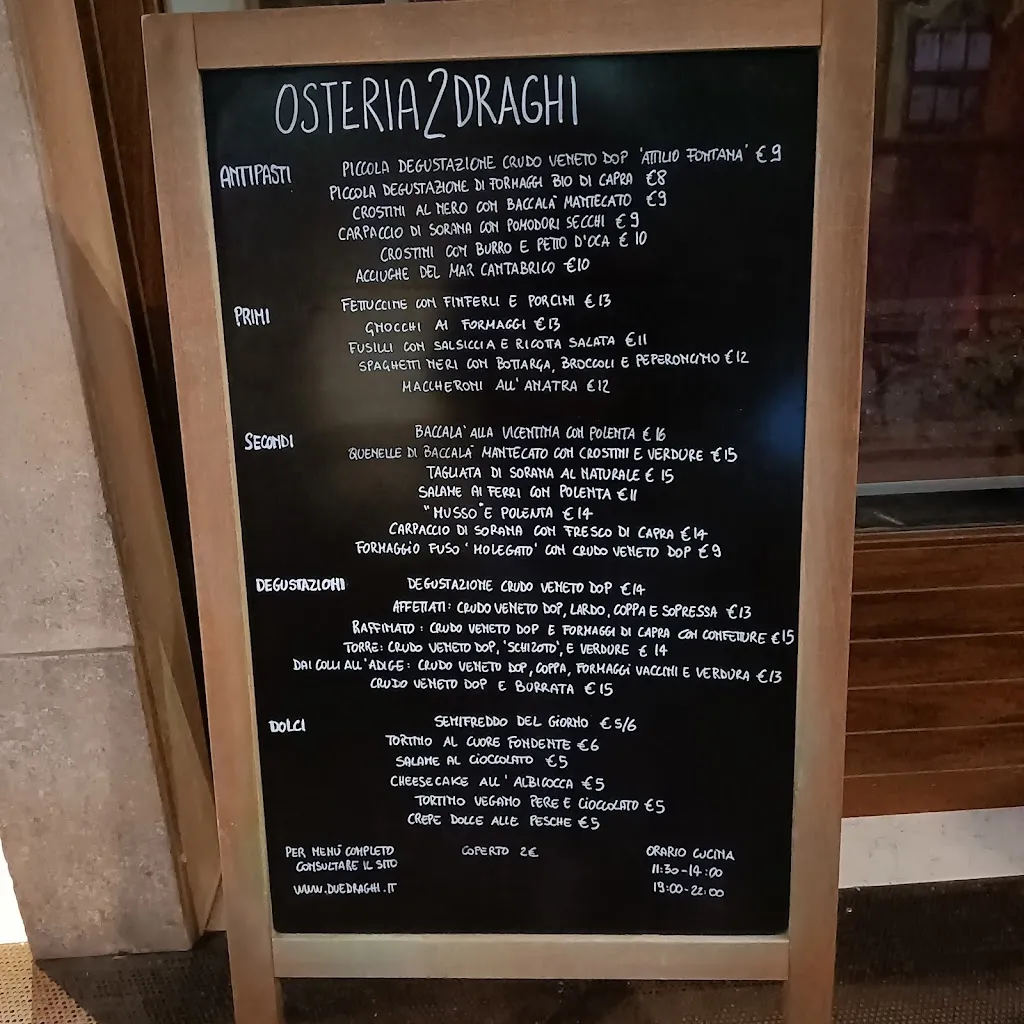 OSTERIA2DRAGHI
ANTIPASTI
PICCOLA DEGUSTAZIONE CRUDO VENETO DOP 'ATTILIO FONTANA' €9
PICCOLA DEGUSTAZIONE DI FORMAGGI BIO DI CAPRA €8
CROSTINI AL NERO CON BACCALA' MANTECATO €9
CARPACCIO DI SORANA CON POMODORI SECCHI €9
CROSTINI CON BURRO E PETTO D'OCA €10
ACCIUGHE DEL MAR CANTABRICO €10
PRIMI
FETTUCCINE CON FINFERLI E PORCINI €13
GNOCCHI AI FORMAGGI €13
FUSILLI CON SALSICCIA E RICOTTA SALATA €11
SPAGHETTI NERI CON BOTTARGA, BROCCOLI E PEPERONCINO €12
MACCHERONI ALL'ANATRA €12
SECONDI
BACCALA' ALLA VICENTINA CON POLENTA €16
QUENELLE DI BACCALA' MANTECATO CON CROSTINI E VERDURE €15
TAGLIATA DI SORANA AL NATURALE €15
SALAME AI FERRI CON POLENTA €11
"MUSSO" E POLENTA €14
CARPACCIO DI SORANA CON FRESCO DI CAPRA €14
FORMAGGIO FUSO 'MOLEGATO' CON CRUDO VENETO DOP €9
DEGUSTAZIONI
DEGUSTAZIONE CRUDO VENETO DOP €14
AFFETTATI: CRUDO VENETO DOP, LARDO, COPPA E SOPRESSA €13
RAFFINATO: CRUDO VENETO DOP E FORMAGGI DI CAPRA CON CONFETTURE €15
TORRE: CRUDO VENETO DOP, 'SCHIZOTO', E VERDURE €14
DAI COLLI ALL'ADIGE: CRUDO VENETO DOP, COPPA, FORMAGGI VACCINI E VERDURA €13
CRUDO VENETO DOP E BURRATA €15
DOLCI
SEMIFREDDO DEL GIORNO €5/6
TORTINO AL CUORE FONDENTE €6
SALAME AL CIOCCOLATO €5
CHEESECAKE ALL'ALBICOCCA €5
TORTINO VEGANO PERE E CIOCCOLATO €5
CREPE DOLCE ALLE PESCHE €5
PER MENÚ COMPLETO
CONSULTARE IL SITO
WWW.DUEDRAGHI.IT
COPERTO 2€
ORARIO CUCINA
11:30-14:00
19:00-22:00